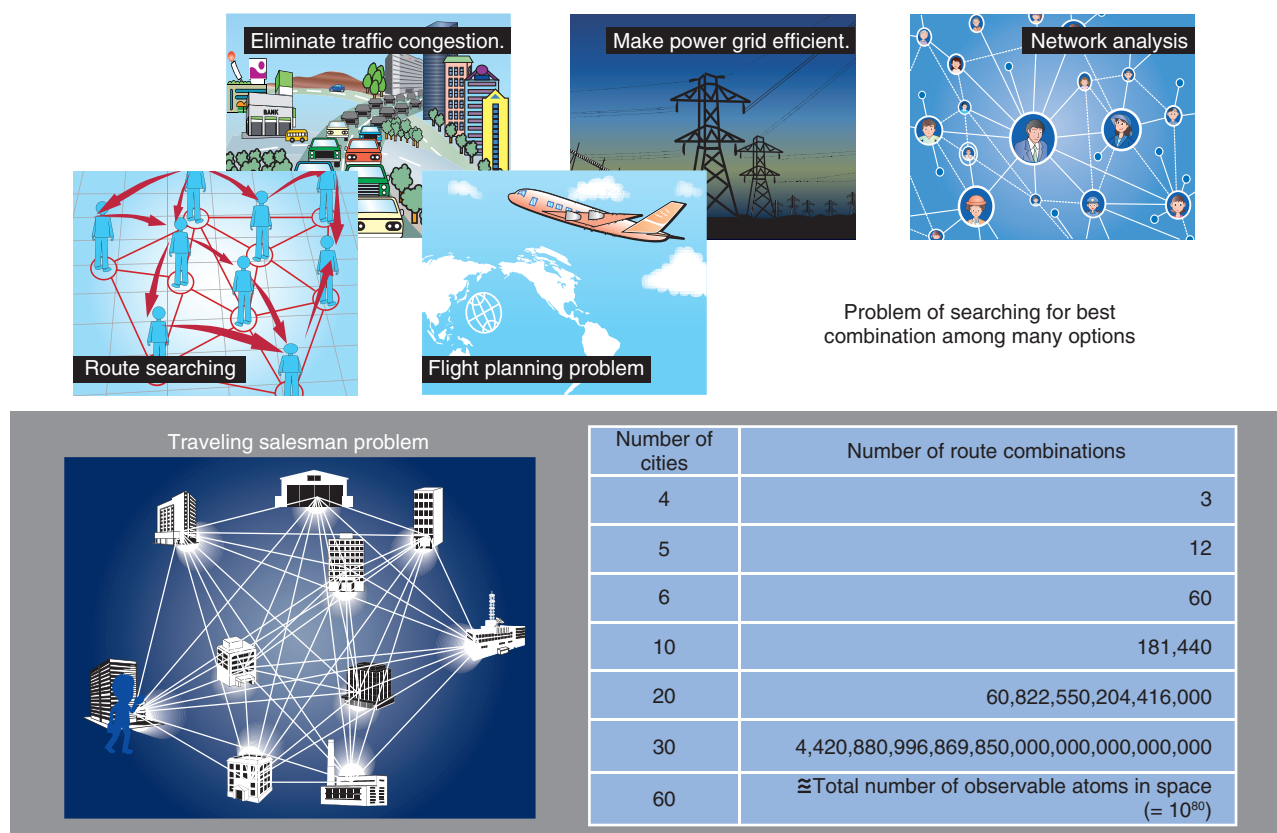 Eliminate traffic congestion.
BANK
Make power grid efficient.
Network analysis
Route searching
Flight planning problem
Problem of searching for best
combination among many options
Traveling salesman problem
Number of
cities
Number of route combinations
4 3
5 12
6 60
10 181,440
20 60,822,550,204,416,000
30 4,420,880,996,869,850,000,000,000,000,000
60 ≊Total number of observable atoms in space
(= 10⁸⁰)